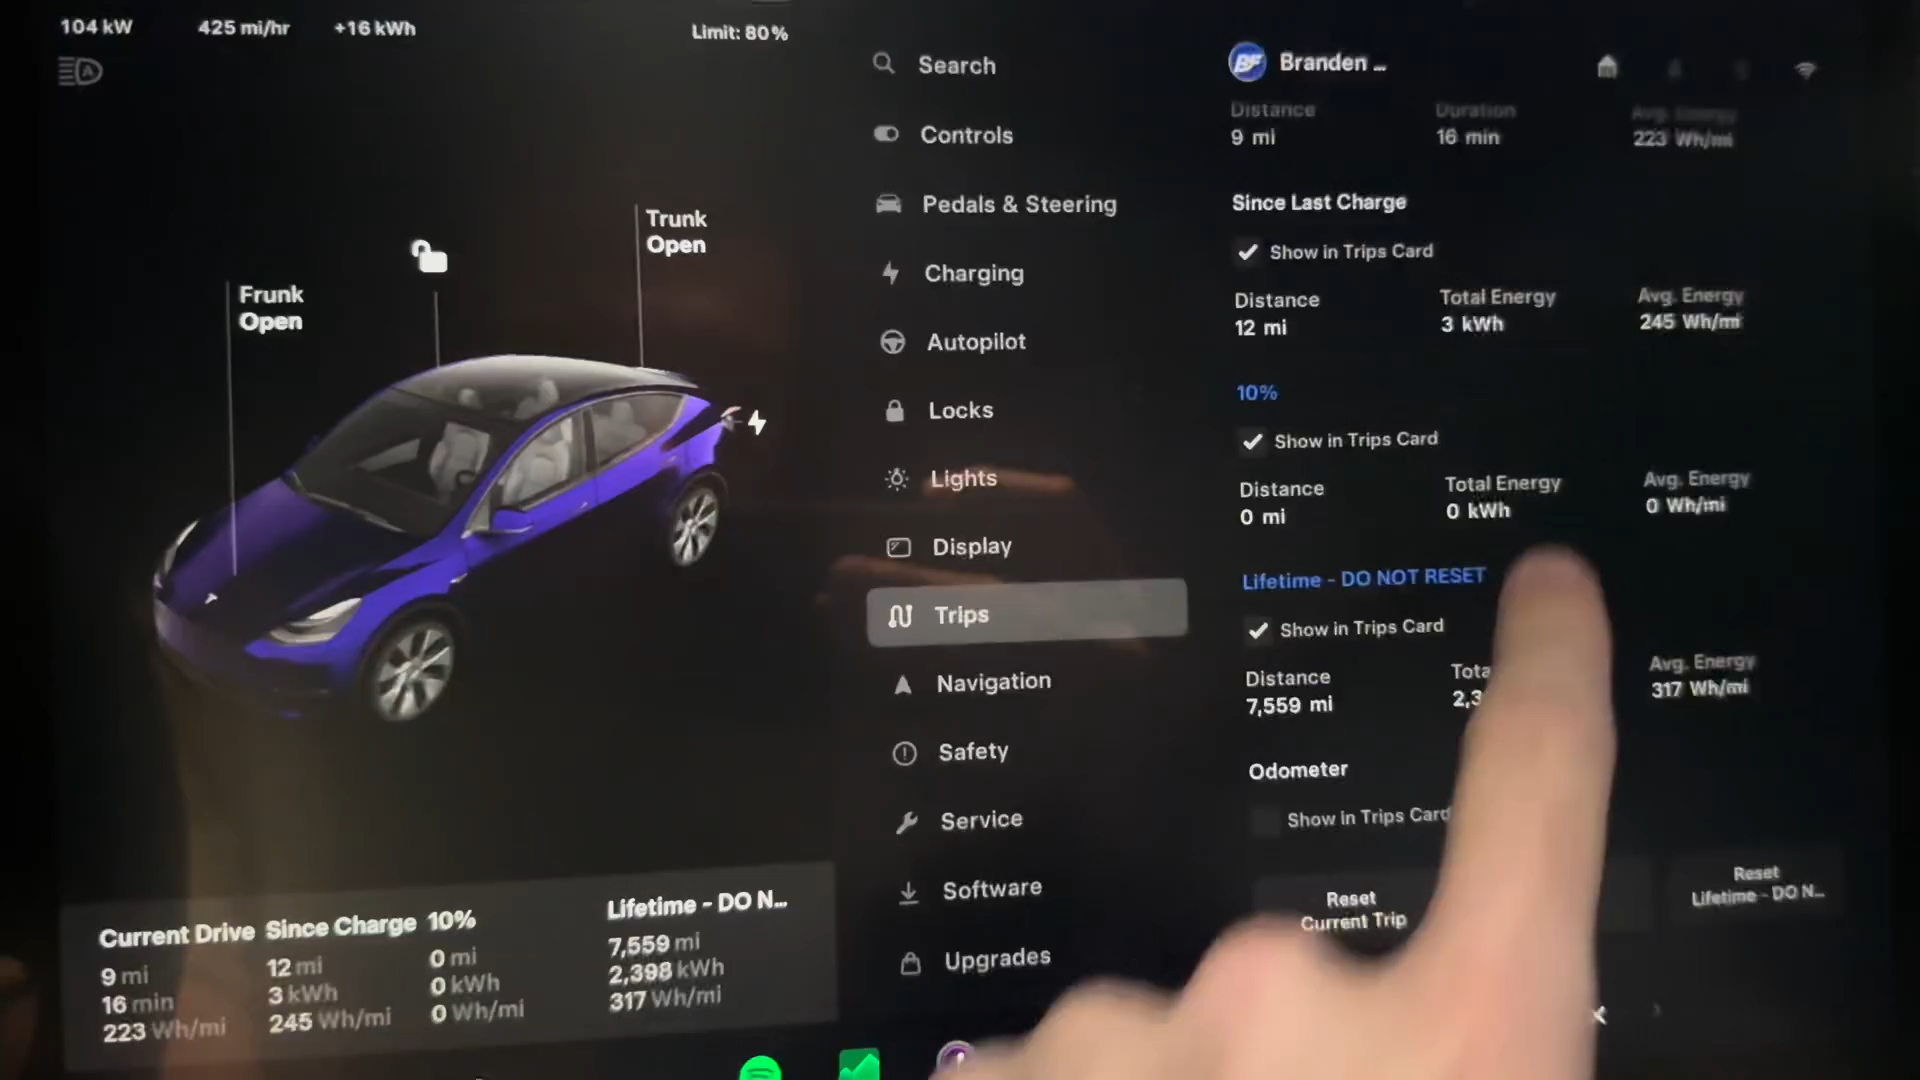 104 kW 425 mi/hr +16 kWh
Limit: 80%
A
Trunk
Open
Frunk
Open
Current Drive Since Charge 10% Lifetime - DO N...
9 mi 12 mi 0 mi 7,559 mi
16 min 3 kWh 0 kWh 2,398 kWh
223 Wh/mi 245 Wh/mi 0 Wh/mi 317 Wh/mi
Search
Controls
Pedals & Steering
Charging
Autopilot
Locks
Lights
Display
Trips
Navigation
Safety
Service
Software
Upgrades
BF Branden ...
Distance Duration Avg. Energy
9 mi 16 min 223 Wh/mi
Since Last Charge
Show in Trips Card
Distance Total Energy Avg. Energy
12 mi 3 kWh 245 Wh/mi
10%
Show in Trips Card
Distance Total Energy Avg. Energy
0 mi 0 kWh 0 Wh/mi
Lifetime - DO NOT RESET
Show in Trips Card
Distance Tota Avg. Energy
7,559 mi 2,3 317 Wh/mi
Odometer
Show in Trips Card
Reset
Current Trip
Reset
Lifetime - DO N...